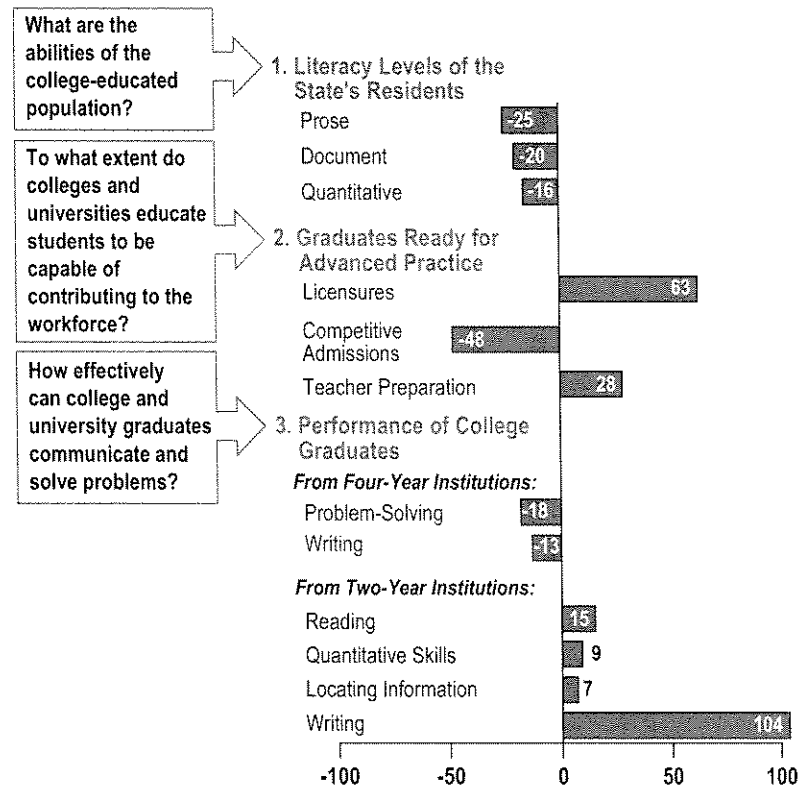 What are the
abilities of the
college-educated
population?
1. Literacy Levels of the
State's Residents
Prose
-25
Document
-20
Quantitative
-16
To what extent do
colleges and
universities educate
students to be
capable of
contributing to the
workforce?
2. Graduates Ready for
Advanced Practice
Licensures
63
Competitive
Admissions
-48
Teacher Preparation
28
How effectively
can college and
university graduates
communicate and
solve problems?
3. Performance of College
Graduates
From Four-Year Institutions:
Problem-Solving
-18
Writing
-13
From Two-Year Institutions:
Reading
15
Quantitative Skills
9
Locating Information
7
Writing
104
-100 -50 0 50 100